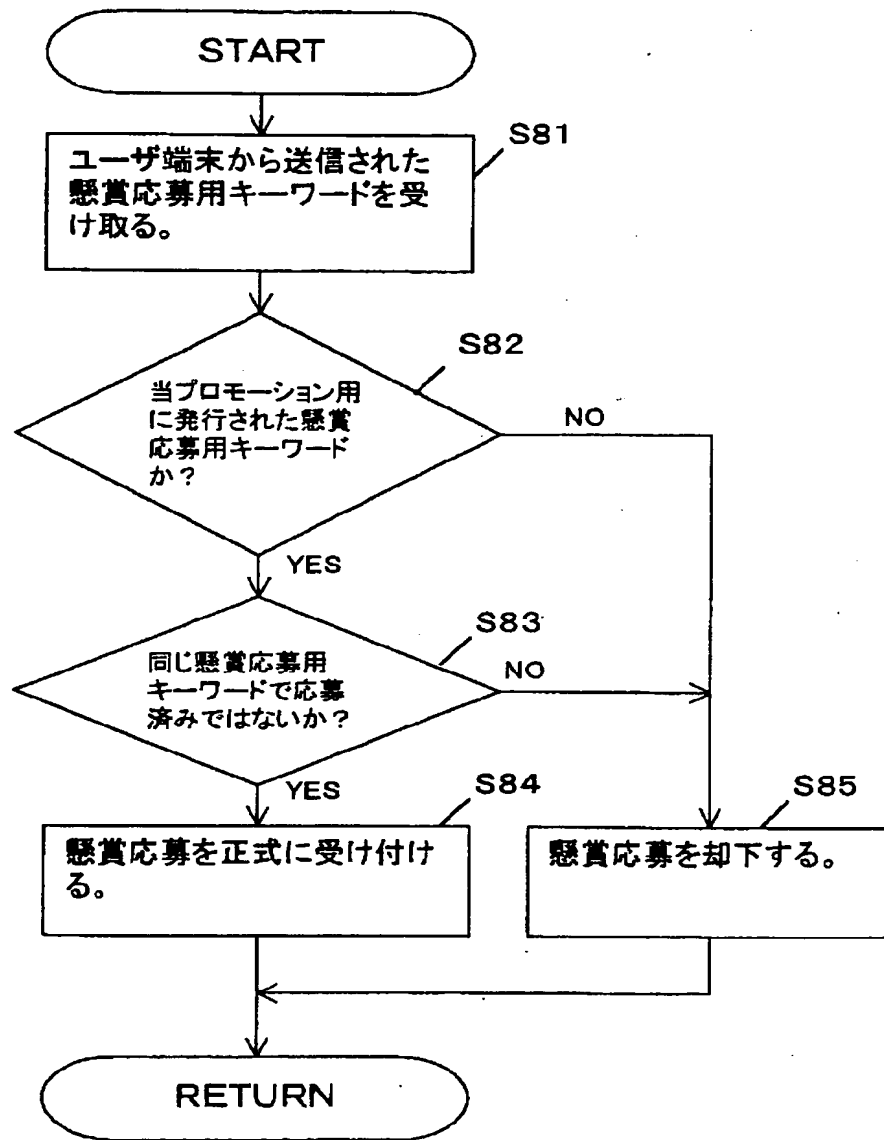 START
S81
ユーザ端末から送信された
懸賞応募用キーワードを受
け取る。
S82
当プロモーション用
に発行された懸賞
応募用キーワード
か？
NO
YES
S83
同じ懸賞応募用
キーワードで応募
済みではないか？
NO
YES
S84
懸賞応募を正式に受け付け
る。
S85
懸賞応募を却下する。
RETURN